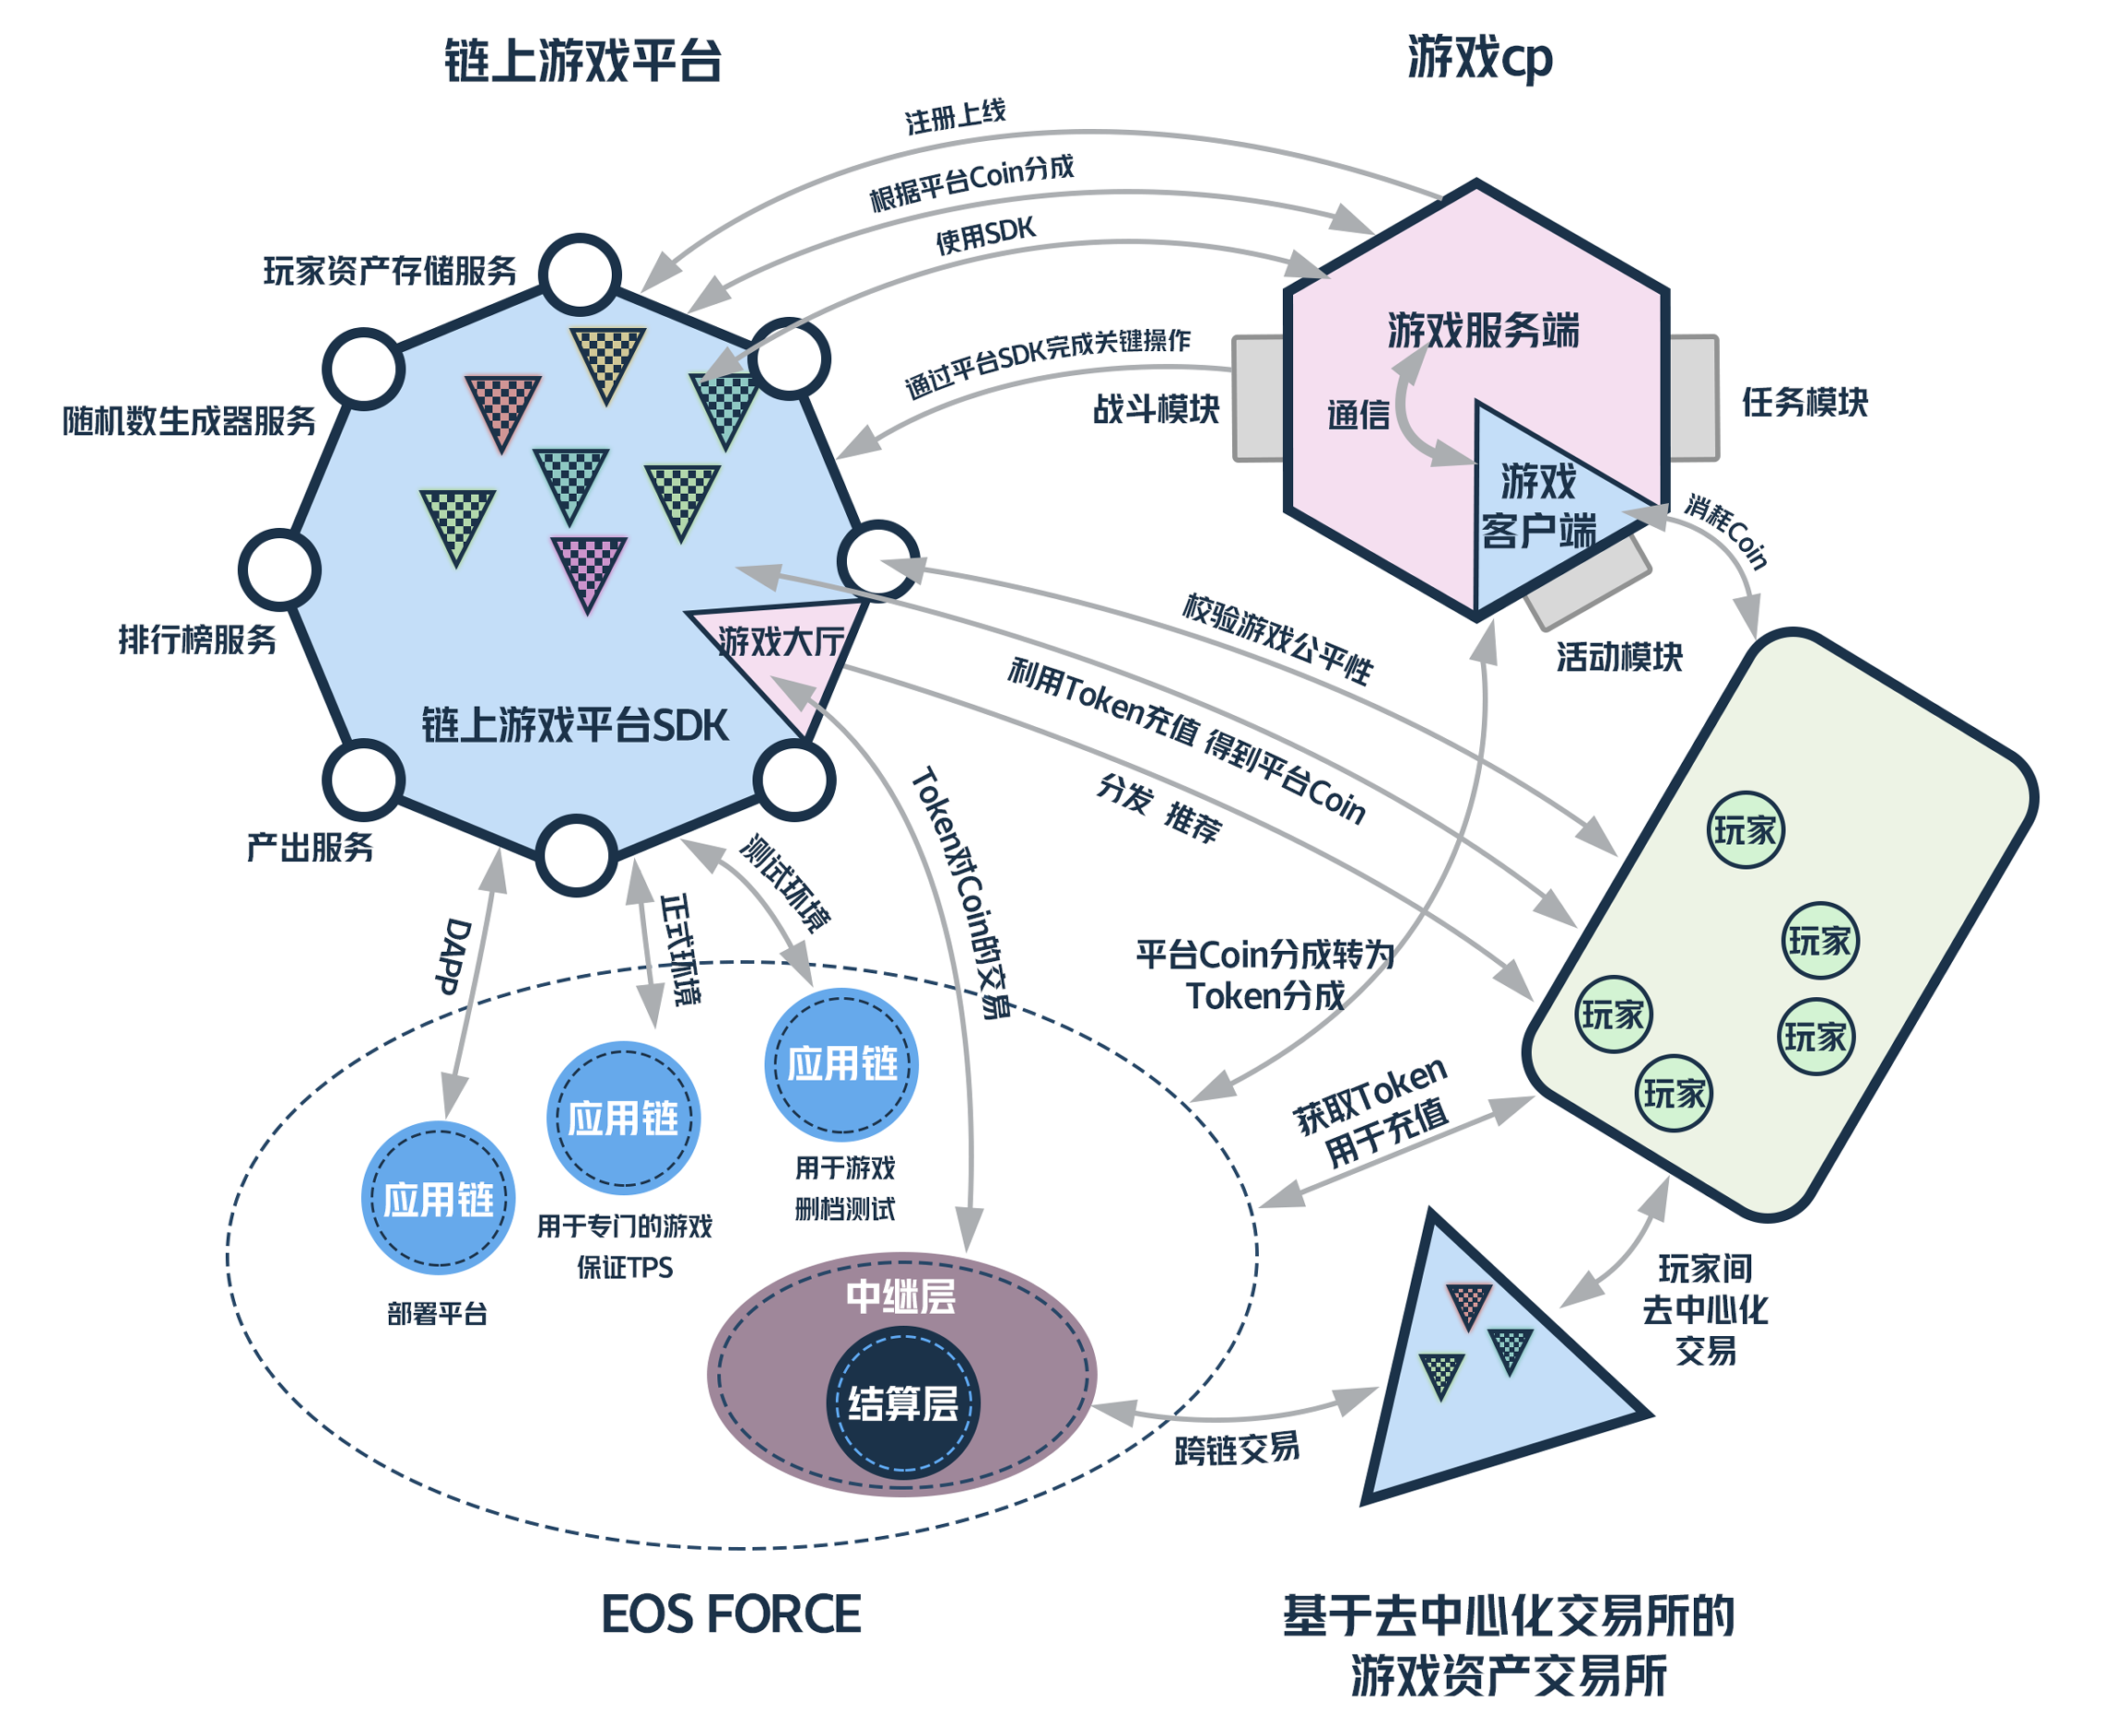 链上游戏平台
游戏cp
注册上线
根据平台Coin分成
使用SDK
通过平台SDK完成关键操作
玩家资产存储服务
随机数生成器服务
排行榜服务
产出服务
游戏大厅
链上游戏平台SDK
游戏服务端
通信
游戏
客户端
战斗模块
任务模块
活动模块
消耗Coin
校验游戏公平性
利用Token充值 得到平台Coin
分发 推荐
Token对Coin的交易
测试环境
正式环境
DAPP
平台Coin分成转为
Token分成
获取Token
用于充值
玩家
玩家
玩家
玩家
玩家
应用链
用于游戏
删档测试
应用链
用于专门的游戏
保证TPS
应用链
部署平台
中继层
结算层
跨链交易
玩家间
去中心化
交易
EOS FORCE
基于去中心化交易所的
游戏资产交易所